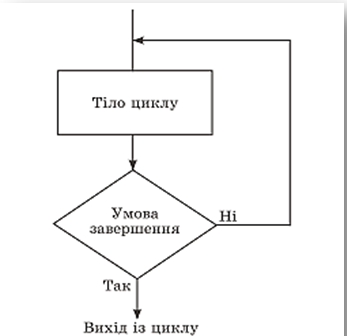 Тіло циклу
Умова
завершення
Ні
Так
Вихід із циклу